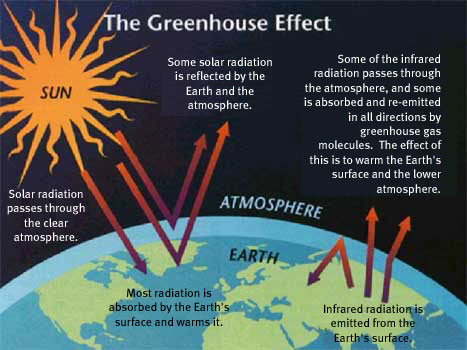 The Greenhouse Effect
SUN
Some solar radiation
is reflected by the
Earth and the
atmosphere.
Some of the infrared
radiation passes through
the atmosphere, and some
is absorbed and re-emitted
in all directions by
greenhouse gas
molecules. The effect of
this is to warm the Earth's
surface and the lower
atmosphere.
Solar radiation
passes through
the clear
atmosphere.
ATMOSPHERE
EARTH
Most radiation is
absorbed by the Earth's
surface and warms it.
Infrared radiation is
emitted from the
Earth's surface.